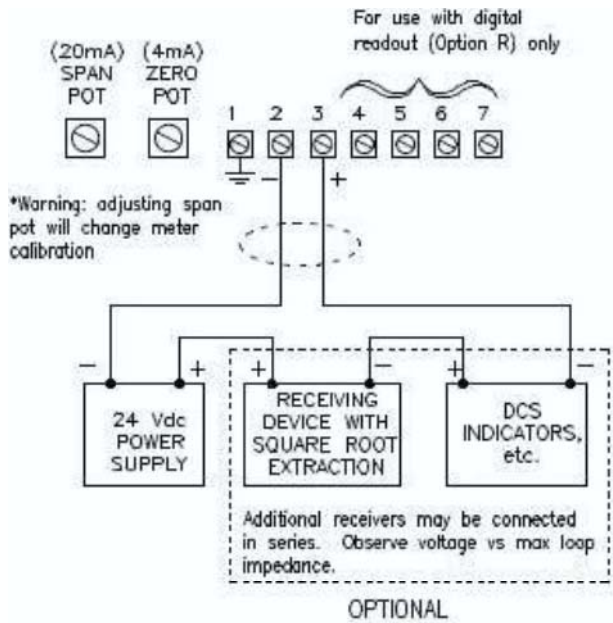 For use with digital
readout (Option R) only
(20mA) (4mA)
SPAN ZERO
POT POT
1 2 3 4 5 6 7
− +
*Warning: adjusting span
pot will change meter
calibration
− + + − + −
24 Vdc
POWER
SUPPLY
RECEIVING
DEVICE WITH
SQUARE ROOT
EXTRACTION
DCS
INDICATORS,
etc.
Additional receivers may be connected
in series. Observe voltage vs max loop
impedance.
OPTIONAL